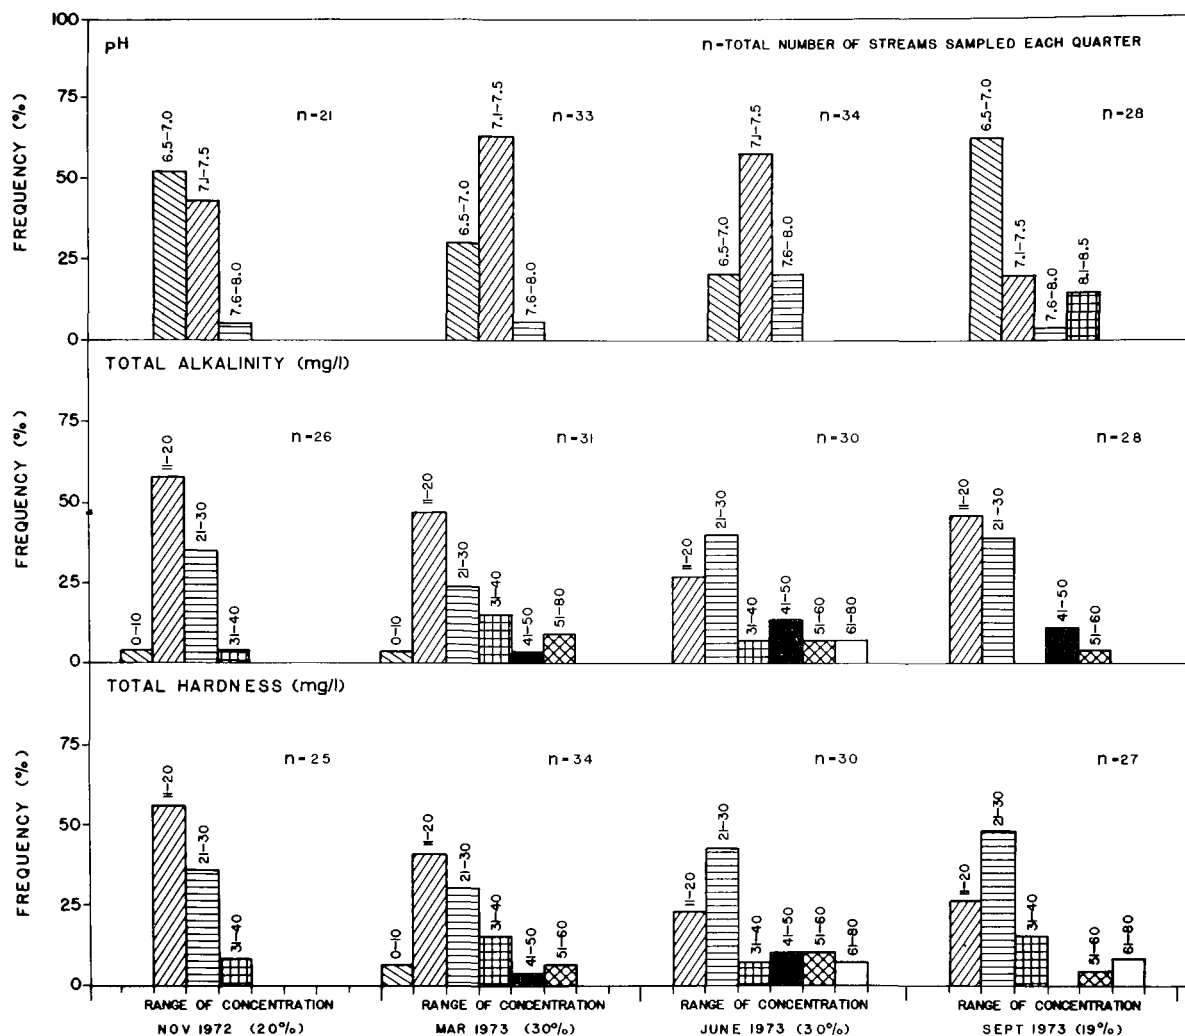 100
pH
n-TOTAL NUMBER OF STREAMS SAMPLED EACH QUARTER
FREQUENCY (%)
75
50
25
0
n-21
6.5-7.0
7.1-7.5
7.6-8.0
n-33
6.5-7.0
7.1-7.5
7.6-8.0
n-34
6.5-7.0
7.1-7.5
7.6-8.0
n-28
6.5-7.0
7.1-7.5
7.6-8.0
8.1-8.5
TOTAL ALKALINITY (mg/l)
FREQUENCY (%)
75
50
25
0
n-26
0-10
11-20
21-30
31-40
n-31
0-10
11-20
21-30
31-40
41-50
51-80
n-30
11-20
21-30
31-40
41-50
51-60
61-80
n-28
11-20
21-30
41-50
51-60
TOTAL HARDNESS (mg/l)
FREQUENCY (%)
75
50
25
0
n-25
11-20
21-30
31-40
n-34
0-10
11-20
21-30
31-40
41-50
51-60
n-30
11-20
21-30
31-40
41-50
51-60
61-80
n-27
11-20
21-30
31-40
51-60
61-80
RANGE OF CONCENTRATION
NOV 1972 (20%)
RANGE OF CONCENTRATION
MAR 1973 (30%)
RANGE OF CONCENTRATION
JUNE 1973 (30%)
RANGE OF CONCENTRATION
SEPT 1973 (19%)